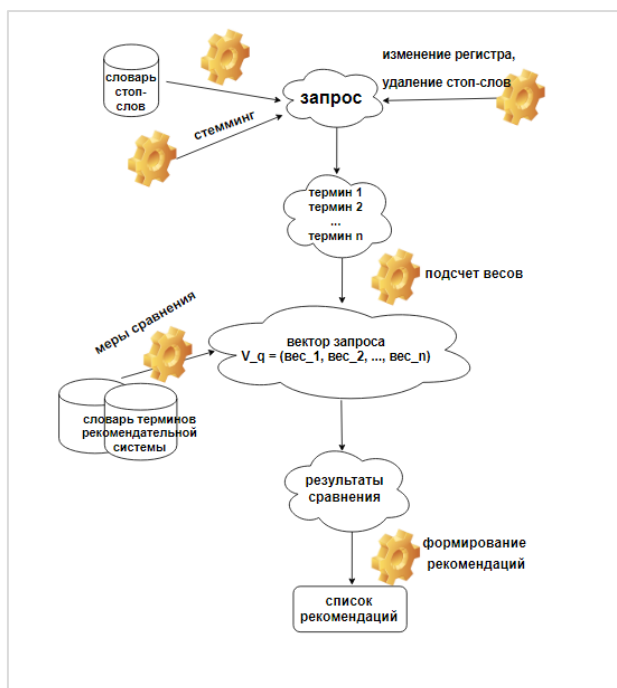 словарь
стоп-
слов
изменение регистра,
удаление стоп-слов
запрос
стемминг
термин 1
термин 2
...
термин n
подсчет весов
меры сравнения
вектор запроса
V_q = (вес_1, вес_2, ..., вес_n)
словарь терминов
рекомендательной
системы
результаты
сравнения
формирование
рекомендаций
список
рекомендаций